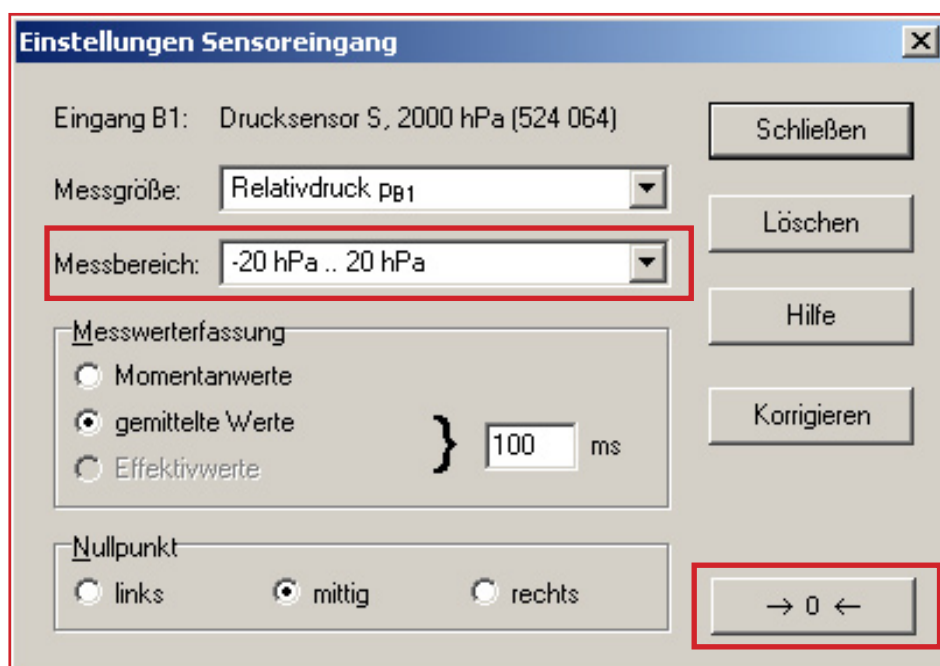 Einstellungen Sensoreingang
Eingang B1: Drucksensor S, 2000 hPa (524 064)
Schließen
Messgröße: Relativdruck pB1
Löschen
Messbereich: -20 hPa .. 20 hPa
Hilfe
Messwerterfassung
Momentanwerte
gemittelte Werte
Effektivwerte
100 ms
Korrigieren
Nullpunkt
links mittig rechts
→ 0 ←